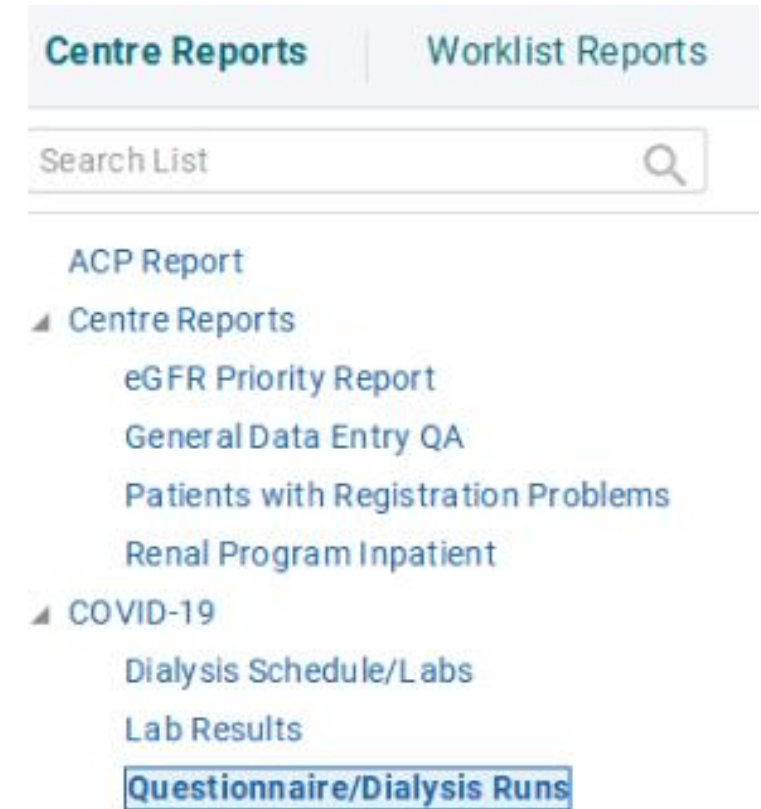 Centre Reports Worklist Reports
Search List
ACP Report
Centre Reports
eGFR Priority Report
General Data Entry QA
Patients with Registration Problems
Renal Program Inpatient
COVID-19
Dialysis Schedule/Labs
Lab Results
Questionnaire/Dialysis Runs